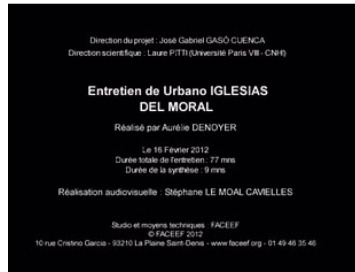 Direction du projet : José Gabriel GASÓ CUENCA
Direction scientifique : Laure PITTI (Université Paris VIII - CNHI)
Entretien de Urbano IGLESIAS
DEL MORAL
Réalisé par Aurélie DENOYER
Le 16 Février 2012
Durée totale de l'entretien : 77 mns
Durée de la synthèse : 9 mns
Réalisation audiovisuelle : Stéphane LE MOAL CAVIELLES
Studio et moyens techniques : FACEEF
© FACEEF 2012
10 rue Cristino Garcia - 93210 La Plaine Saint-Denis - www.faceef.org - 01 49 46 35 46